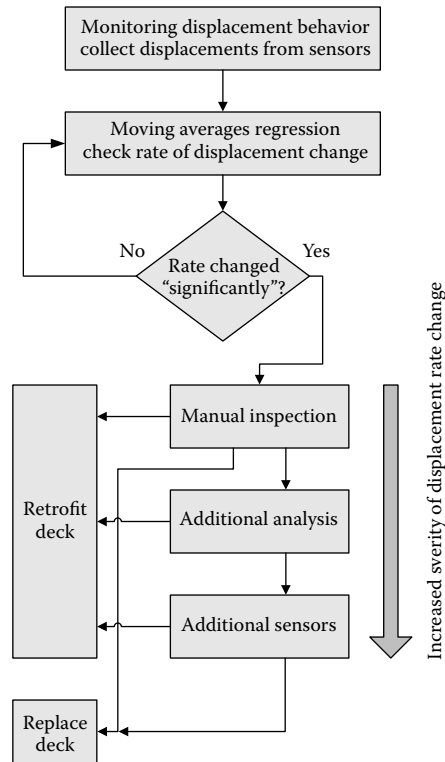 Monitoring displacement behavior
collect displacements from sensors
Moving averages regression
check rate of displacement change
No
Yes
Rate changed
“significantly”?
Manual inspection
Retrofit
deck
Additional analysis
Additional sensors
Replace
deck
Increased sverity of displacement rate change